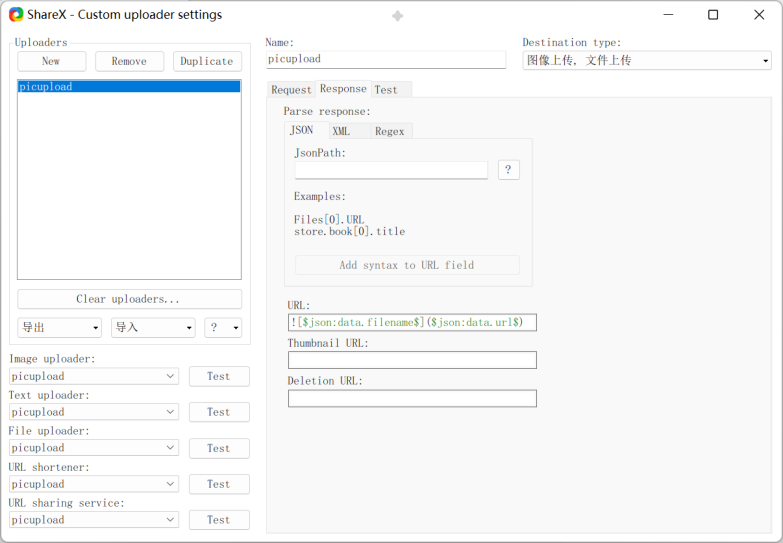 ShareX - Custom uploader settings
Uploaders
New Remove Duplicate
picupload
Clear uploaders...
导出 导入 ?
Image uploader:
picupload Test
Text uploader:
picupload Test
File uploader:
picupload Test
URL shortener:
picupload Test
URL sharing service:
picupload Test
Name:
picupload
Destination type:
图像上传, 文件上传
Request Response Test
Parse response:
JSON XML Regex
JsonPath:
?
Examples:
Files[0].URL
store.book[0].title
Add syntax to URL field
URL:
![$json:data.filename$]($json:data.url$)
Thumbnail URL:
Deletion URL: